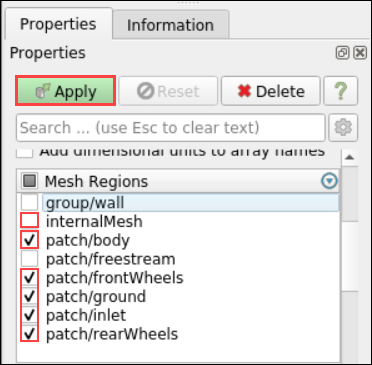 Properties Information
Properties
Apply Reset Delete ?
Search ... (use Esc to clear text)
Add dimensional units to array names
Mesh Regions
group/wall
internalMesh
patch/body
patch/freestream
patch/frontWheels
patch/ground
patch/inlet
patch/rearWheels